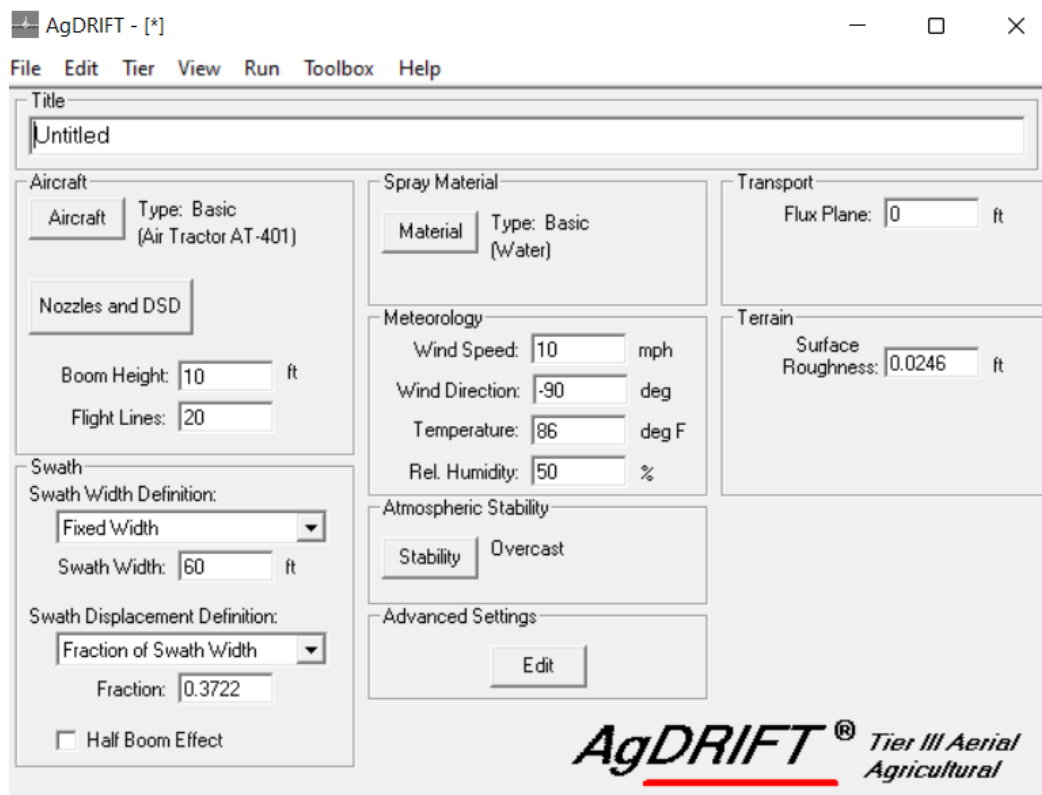 AgDRIFT - [*]
File Edit Tier View Run Toolbox Help
Title
Untitled
Aircraft
Aircraft
Type: Basic
(Air Tractor AT-401)
Nozzles and DSD
Boom Height: 10 ft
Flight Lines: 20
Swath
Swath Width Definition:
Fixed Width
Swath Width: 60 ft
Swath Displacement Definition:
Fraction of Swath Width
Fraction: 0.3722
Half Boom Effect
Spray Material
Material
Type: Basic
(Water)
Meteorology
Wind Speed: 10 mph
Wind Direction: -90 deg
Temperature: 86 deg F
Rel. Humidity: 50 %
Atmospheric Stability
Stability Overcast
Advanced Settings
Edit
Transport
Flux Plane: 0 ft
Terrain
Surface
Roughness: 0.0246 ft
AgDRIFT ® Tier III Aerial
Agricultural